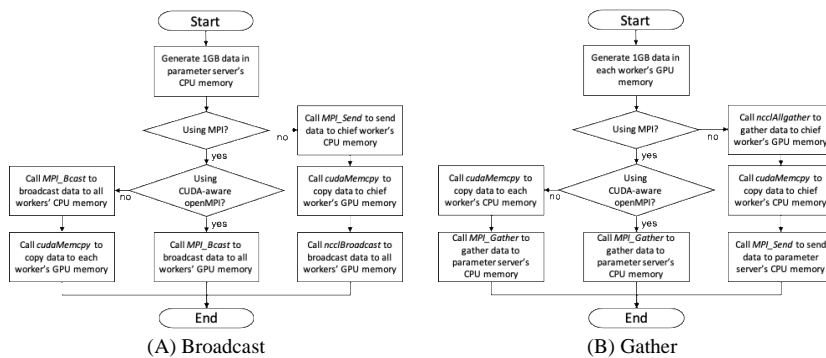 Start
Generate 1GB data in
parameter server's
CPU memory
Using MPI?
no
yes
Call MPI_Send to send
data to chief worker's
CPU memory
Call MPI_Bcast to
broadcast data to all
workers' CPU memory
no
Using
CUDA-aware
openMPI?
yes
Call cudaMemcpy to
copy data to chief
worker's GPU memory
Call cudaMemcpy to
copy data to each
worker's GPU memory
Call MPI_Bcast to
broadcast data to all
workers' GPU memory
Call ncclBroadcast to
broadcast data to all
workers' GPU memory
End
(A) Broadcast
Start
Generate 1GB data
in each worker's GPU
memory
Using MPI?
no
yes
Call ncclAllgather to
gather data to chief
worker's GPU memory
Call cudaMemcpy to
copy data to each
worker's CPU memory
no
Using
CUDA-aware
openMPI?
yes
Call cudaMemcpy to
copy data to chief
worker's CPU memory
Call MPI_Gather to
gather data to
parameter server's
CPU memory
Call MPI_Gather to
gather data to
parameter server's
CPU memory
Call MPI_Send to send
data to parameter
server's CPU memory
End
(B) Gather